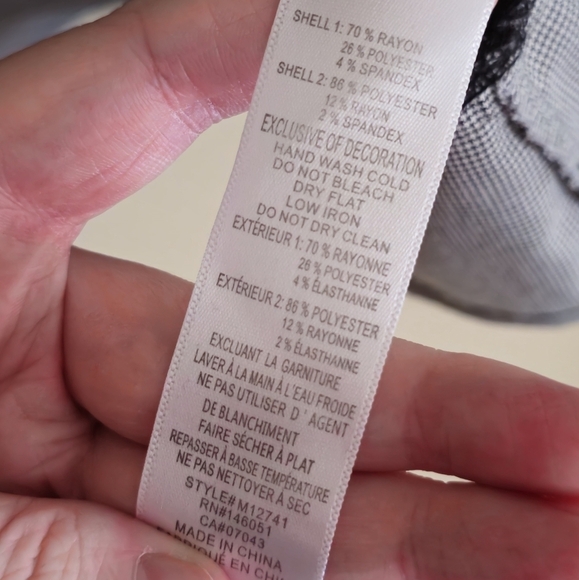 SHELL 1: 70 % RAYON
26 % POLYESTER
4 % SPANDEX
SHELL 2: 86 % POLYESTER
12 % RAYON
2 % SPANDEX
EXCLUSIVE OF DECORATION
HAND WASH COLD
DO NOT BLEACH
DRY FLAT
LOW IRON
DO NOT DRY CLEAN
EXTÉRIEUR 1: 70 % RAYONNE
26 % POLYESTER
4 % ÉLASTHANNE
EXTÉRIEUR 2: 86 % POLYESTER
12 % RAYONNE
2 % ÉLASTHANNE
EXCLUANT LA GARNITURE
LAVER À LA MAIN À L'EAU FROIDE
NE PAS UTILISER D ' AGENT
DE BLANCHIMENT
FAIRE SÉCHER À PLAT
REPASSER À BASSE TEMPÉRATURE
NE PAS NETTOYER À SEC
STYLE# M12741
RN#146051
CA#07043
MADE IN CHINA
FABRIQUÉ EN CHI